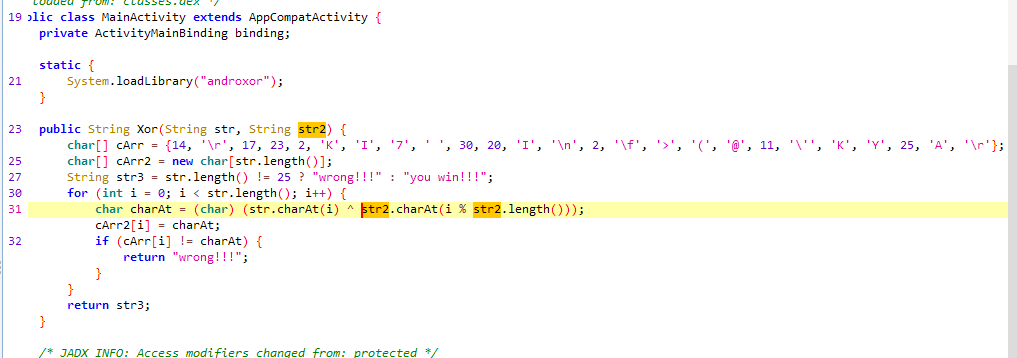 loaded from: classes.dex */
19 public class MainActivity extends AppCompatActivity {
private ActivityMainBinding binding;
static {
21 System.loadLibrary("androxor");
}
23 public String Xor(String str, String str2) {
char[] cArr = {14, '\r', 17, 23, 2, 'K', 'I', '7', ' ', 30, 20, 'I', '\n', 2, '\f', '>', '(', '@', 11, '\'', 'K', 'Y', 25, 'A', '\r'};
25 char[] cArr2 = new char[str.length()];
27 String str3 = str.length() != 25 ? "wrong!!!" : "you win!!!";
30 for (int i = 0; i < str.length(); i++) {
31 char charAt = (char) (str.charAt(i) ^ str2.charAt(i % str2.length()));
cArr2[i] = charAt;
32 if (cArr[i] != charAt) {
return "wrong!!!";
}
}
return str3;
}
/* JADX INFO: Access modifiers changed from: protected */